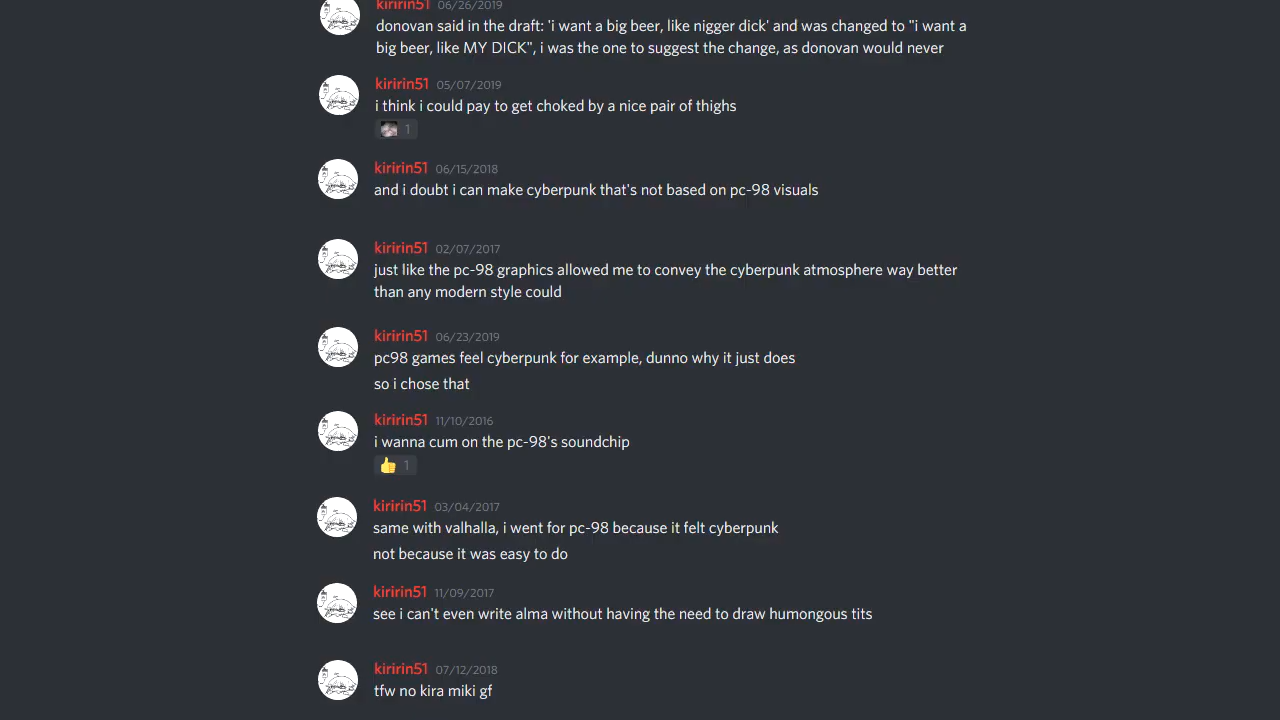 kiririn51 06/26/2019
donovan said in the draft: 'i want a big beer, like nigger dick' and was changed to "i want a
big beer, like MY DICK", i was the one to suggest the change, as donovan would never
kiririn51 05/07/2019
i think i could pay to get choked by a nice pair of thighs
1
kiririn51 06/15/2018
and i doubt i can make cyberpunk that's not based on pc-98 visuals
kiririn51 02/07/2017
just like the pc-98 graphics allowed me to convey the cyberpunk atmosphere way better
than any modern style could
kiririn51 06/23/2019
pc98 games feel cyberpunk for example, dunno why it just does
so i chose that
kiririn51 11/10/2016
i wanna cum on the pc-98's soundchip
1
kiririn51 03/04/2017
same with valhalla, i went for pc-98 because it felt cyberpunk
not because it was easy to do
kiririn51 11/09/2017
see i can't even write alma without having the need to draw humongous tits
kiririn51 07/12/2018
tfw no kira miki gf